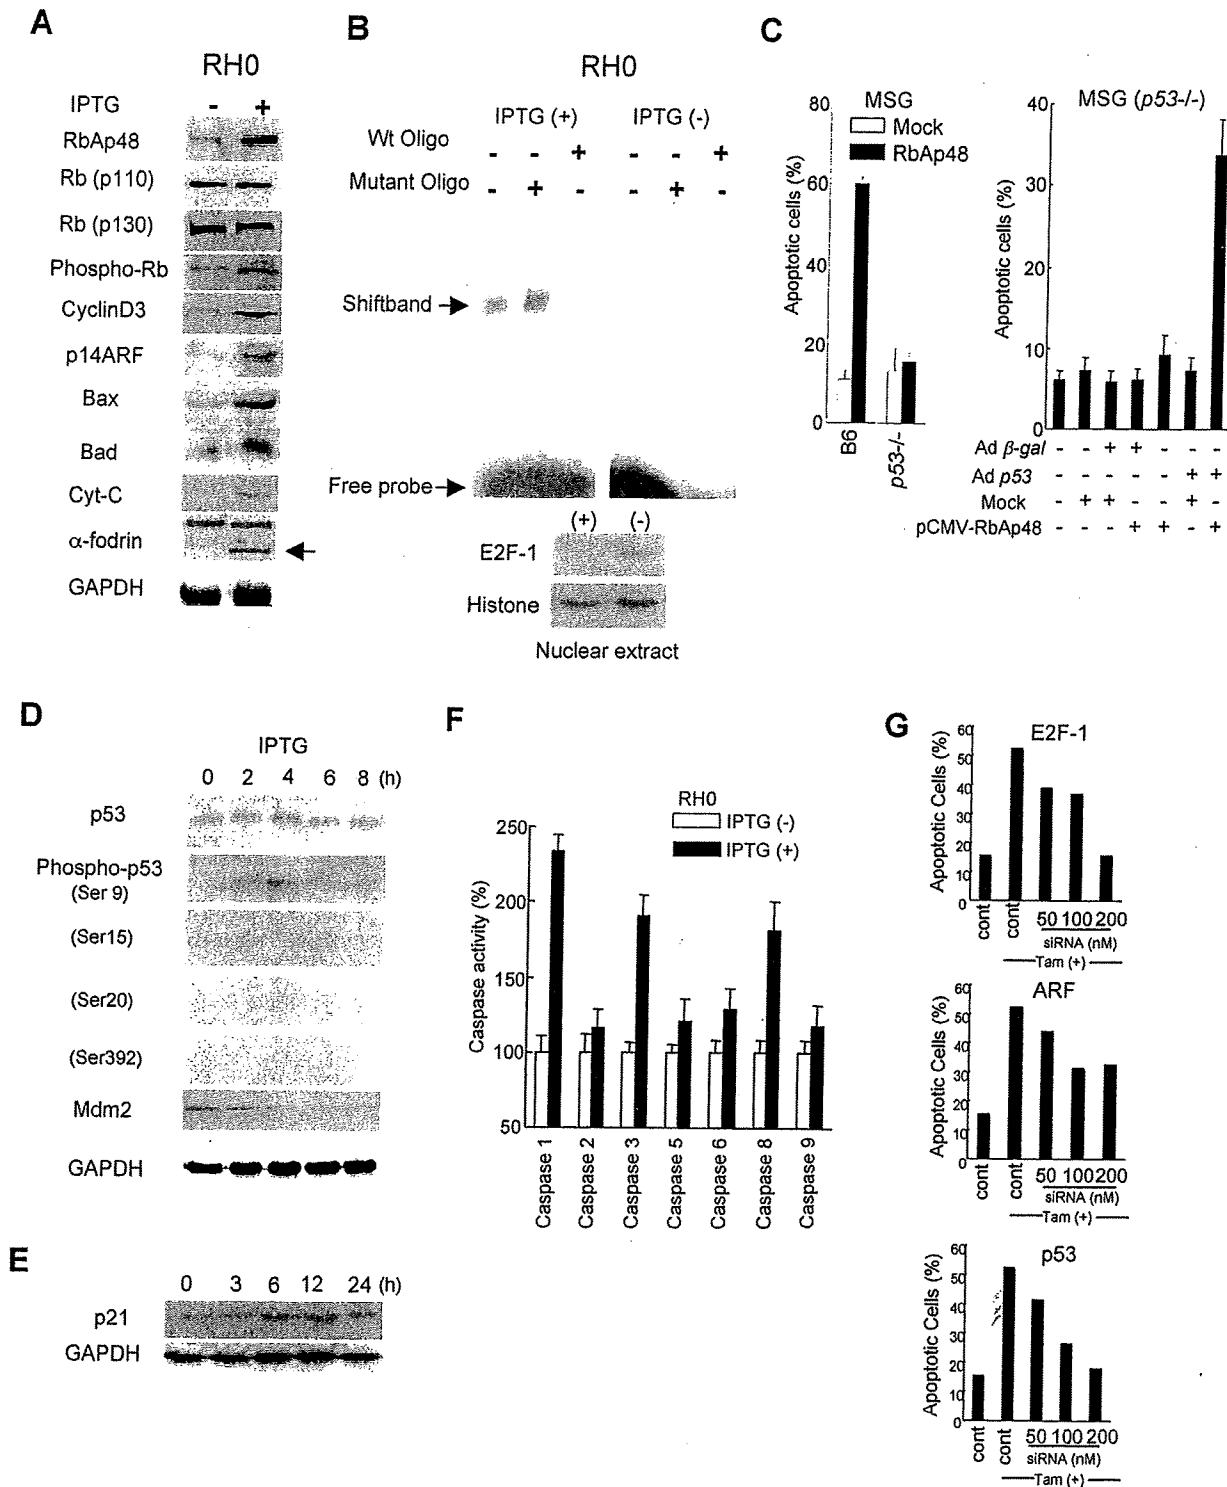 A
RH0
IPTG - +
RbAp48
Rb (p110)
Rb (p130)
Phospho-Rb
CyclinD3
p14ARF
Bax
Bad
Cyt-C
α-fodrin
GAPDH
B
RH0
IPTG (+) IPTG (-)
Wt Oligo - - + - - +
Mutant Oligo - + - - + -
Shiftband
Free probe
(+) (-)
E2F-1
Histone
Nuclear extract
C
MSG
Mock
RbAp48
Apoptotic cells (%)
80
60
40
20
0
B6
p53-/-
MSG (p53-/-)
Apoptotic cells (%)
40
30
20
10
0
Ad β-gal - - + + - - -
Ad p53 - - - - - + +
Mock - + + - - + -
pCMV-RbAp48 - - - + + - +
D
IPTG
0 2 4 6 8 (h)
p53
Phospho-p53
(Ser 9)
(Ser15)
(Ser20)
(Ser392)
Mdm2
GAPDH
E
0 3 6 12 24 (h)
p21
GAPDH
F
RH0
IPTG (-)
IPTG (+)
Caspase activity (%)
250
200
150
100
50
Caspase 1
Caspase 2
Caspase 3
Caspase 5
Caspase 6
Caspase 8
Caspase 9
G
E2F-1
Apoptotic Cells (%)
60
50
40
30
20
10
0
cont
cont
50 100 200
siRNA (nM)
Tam (+)
ARF
Apoptotic Cells (%)
60
50
40
30
20
10
0
cont
cont
50 100 200
siRNA (nM)
Tam (+)
p53
Apoptotic Cells (%)
60
50
40
30
20
10
0
cont
cont
50 100 200
siRNA (nM)
Tam (+)